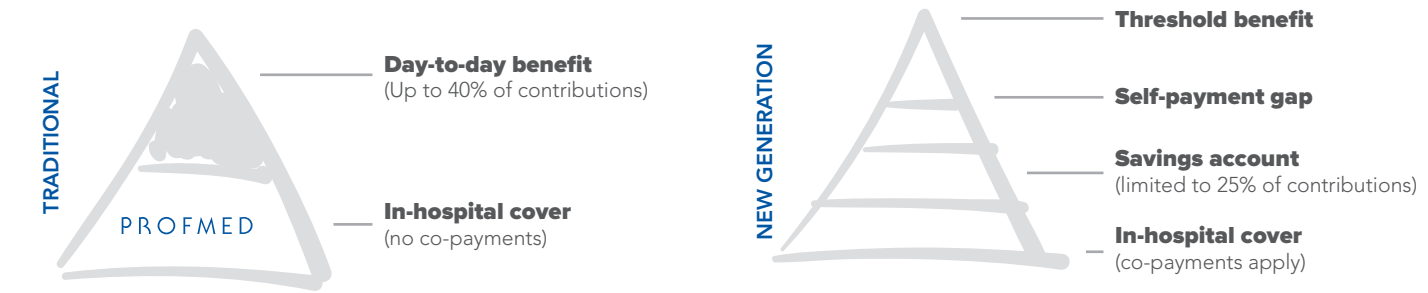 TRADITIONAL
Day-to-day benefit
(Up to 40% of contributions)
PROFMED
In-hospital cover
(no co-payments)
NEW GENERATION
Threshold benefit
Self-payment gap
Savings account
(limited to 25% of contributions)
In-hospital cover
(co-payments apply)